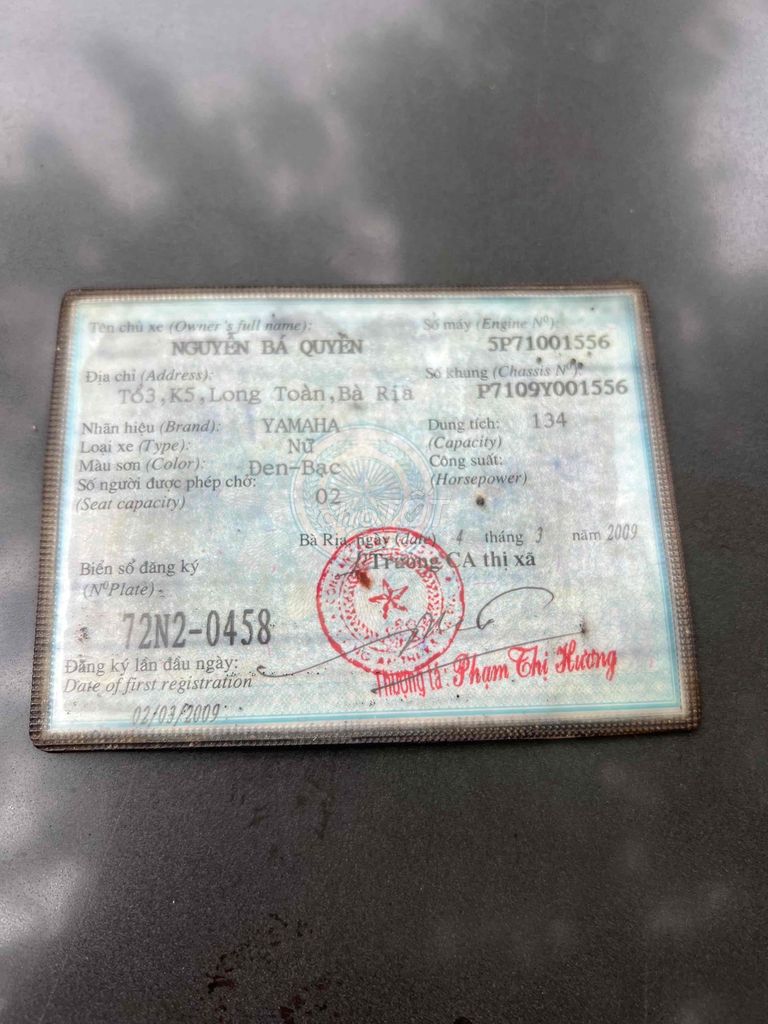 Tên chủ xe (Owner's full name):
NGUYỄN BÁ QUYỀN
Số máy (Engine Nº):
5P71001556
Địa chỉ (Address):
Tổ3,K5,Long Toàn,Bà Rịa
Số khung (Chassis Nº):
P7109Y001556
Nhãn hiệu (Brand): YAMAHA
Dung tích: 134
(Capacity)
Loại xe (Type): Nữ
Màu sơn (Color): Đen-Bạc
Công suất:
(Horsepower)
Số người được phép chở: 02
(Seat capacity)
Bà Rịa, ngày (date) 4 tháng 3 năm 2009
Trưởng CA thị xã
Biển số đăng ký
(Nº Plate)
72N2-0458
Đăng ký lần đầu ngày:
Date of first registration
02/03/2009
Thượng tá Phạm Thị Hương